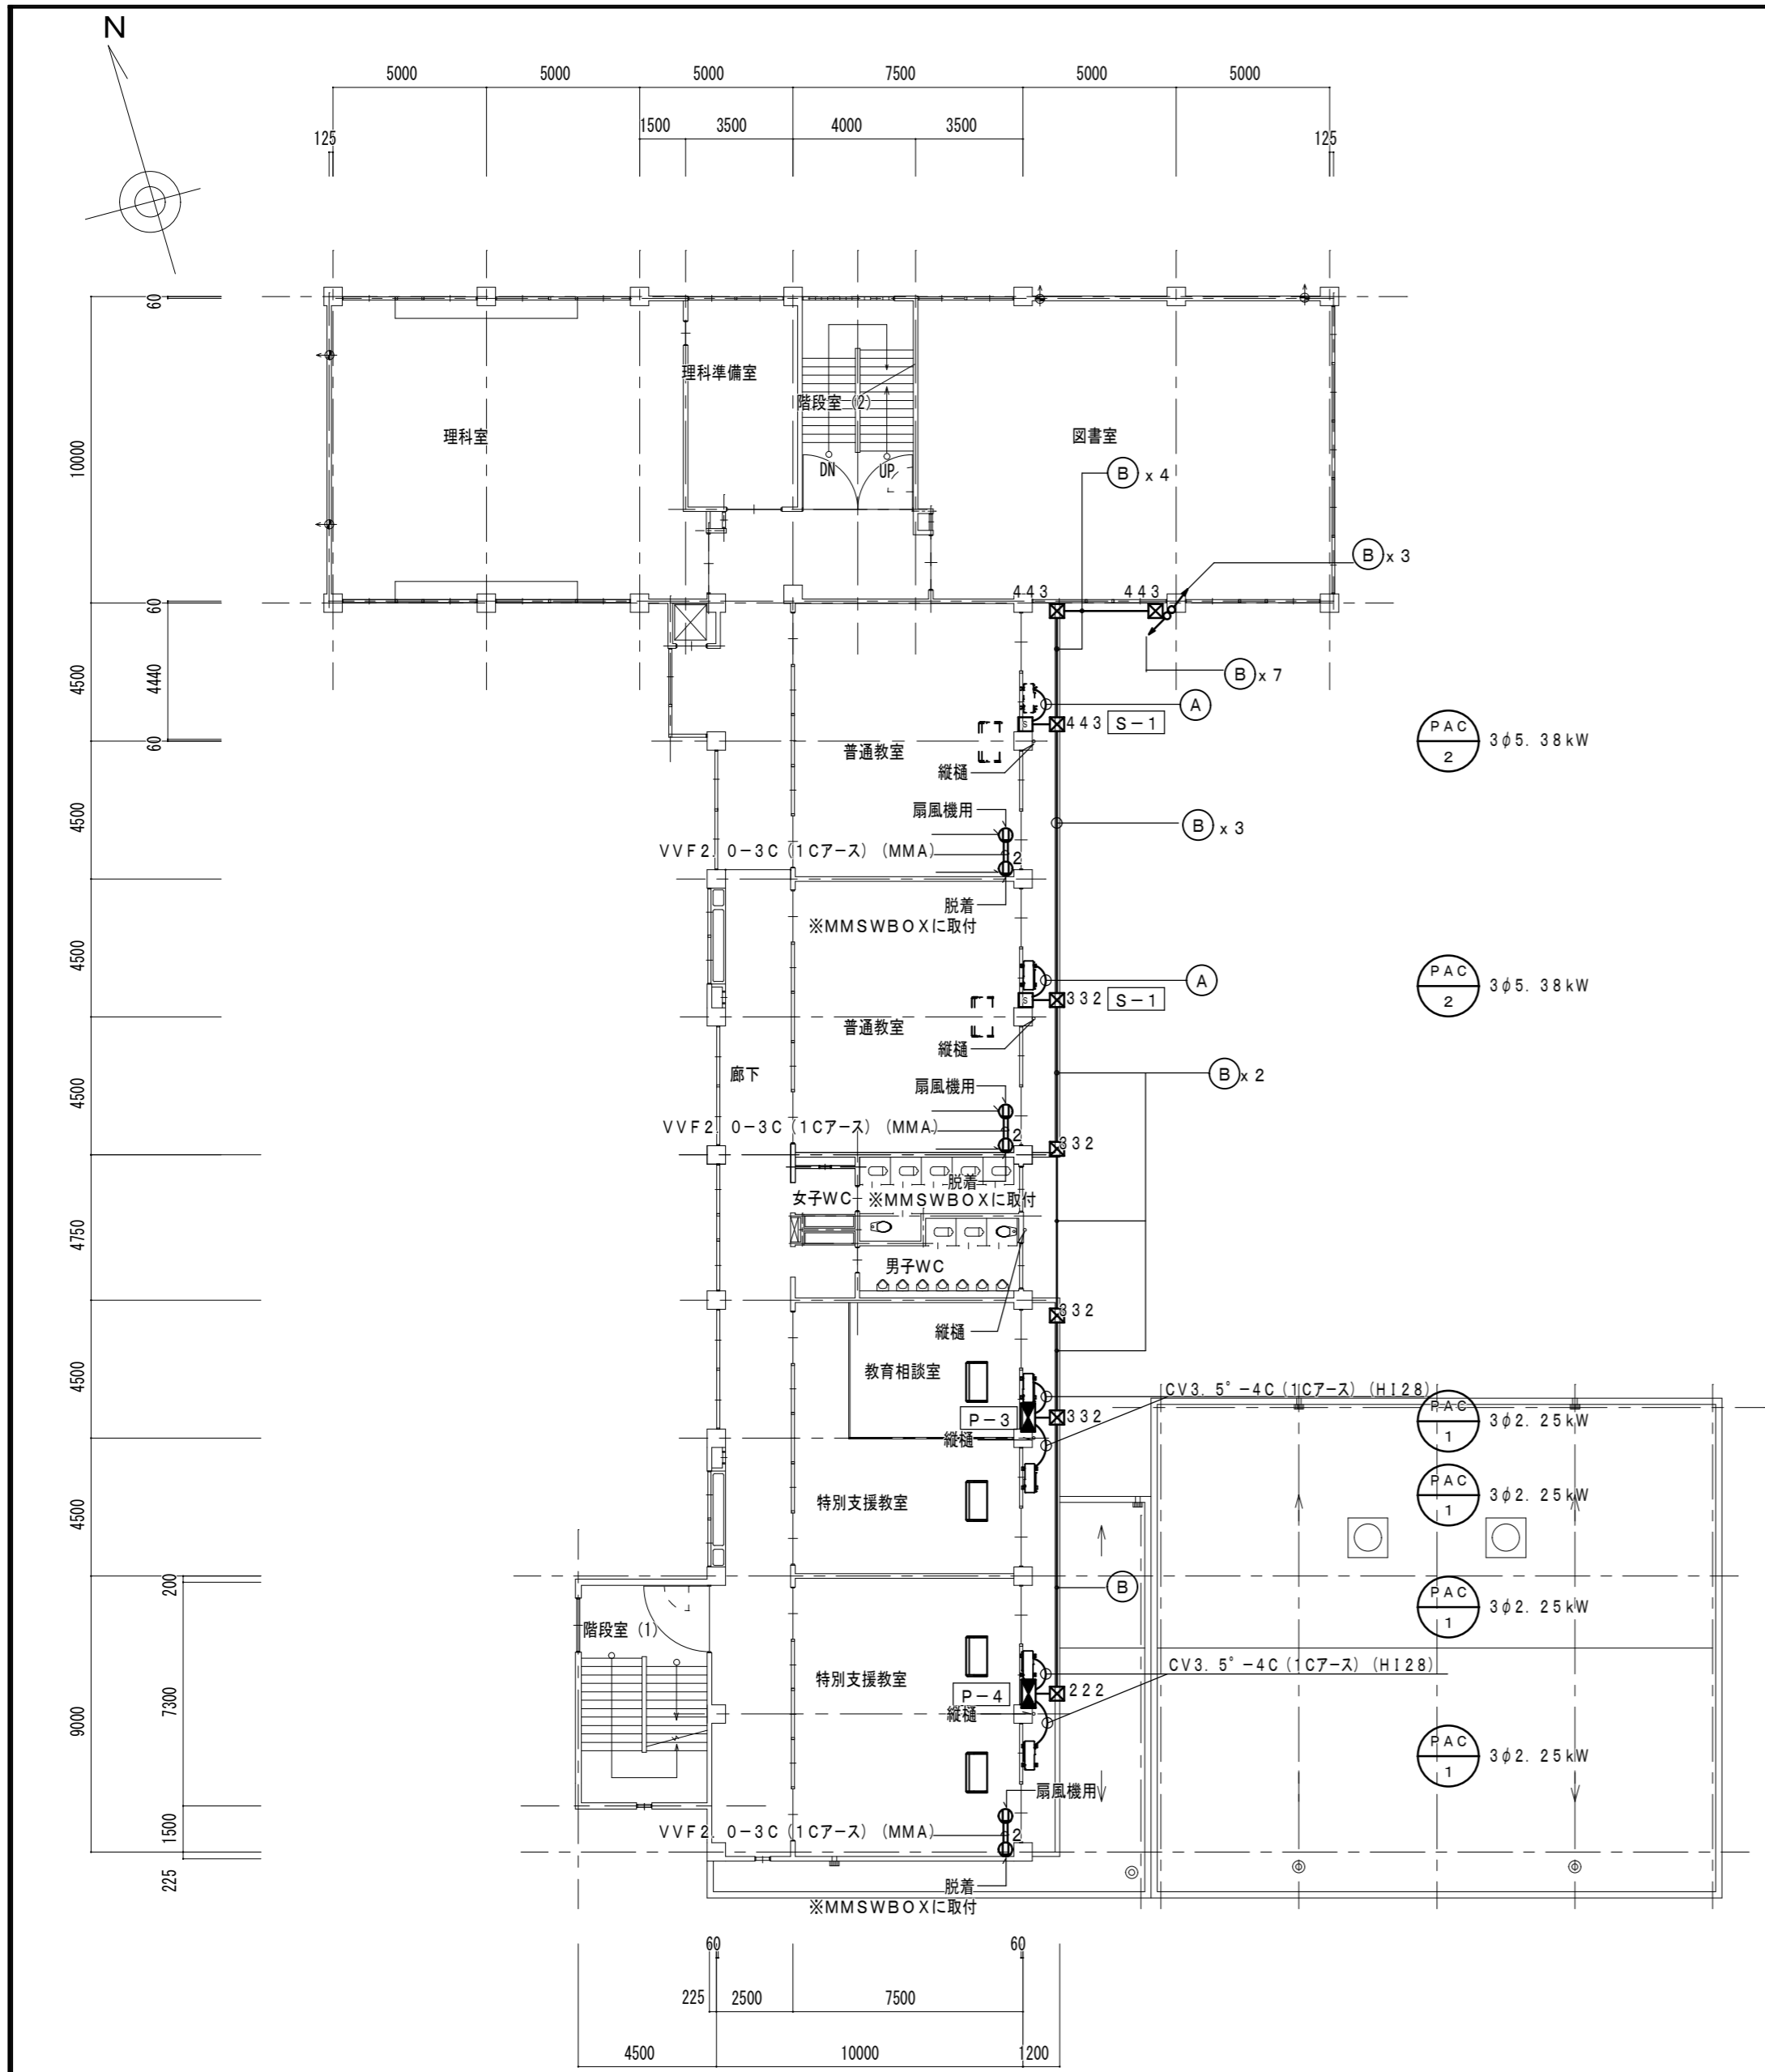 N
5000 5000 5000 7500 5000 5000
1500 3500 4000 3500
125 125
60
理科準備室
階段室（2）
理科室
図書室
10000
DN UP
B x 4
B x 3
60
443 443
4500
4440
B x 7
A
443 S-1
60
普通教室
縦樋
PAC
2
3φ5.38kW
4500
扇風機用
B x 3
VVF2.0-3C（1Cアース）（MMA）
2
脱着
※MMSWBOXに取付
4500
A
332 S-1
普通教室
縦樋
PAC
2
3φ5.38kW
廊下
4500
扇風機用
B x 2
VVF2.0-3C（1Cアース）（MMA）
2
332
脱着
女子WC
※MMSWBOXに取付
4750
男子WC
332
縦樋
教育相談室
4500
CV3.5°-4C（1Cアース）（HI28）
P-3
332
縦樋
PAC
1
3φ2.25kW
特別支援教室
4500
PAC
1
3φ2.25kW
200
B
PAC
1
3φ2.25kW
階段室（1）
特別支援教室
CV3.5°-4C（1Cアース）（HI28）
P-4
222
縦樋
7300
9000
PAC
1
3φ2.25kW
扇風機用
1500
VVF2.0-3C（1Cアース）（MMA）
2
225
脱着
※MMSWBOXに取付
60 60
225 2500 7500
4500 10000 1200